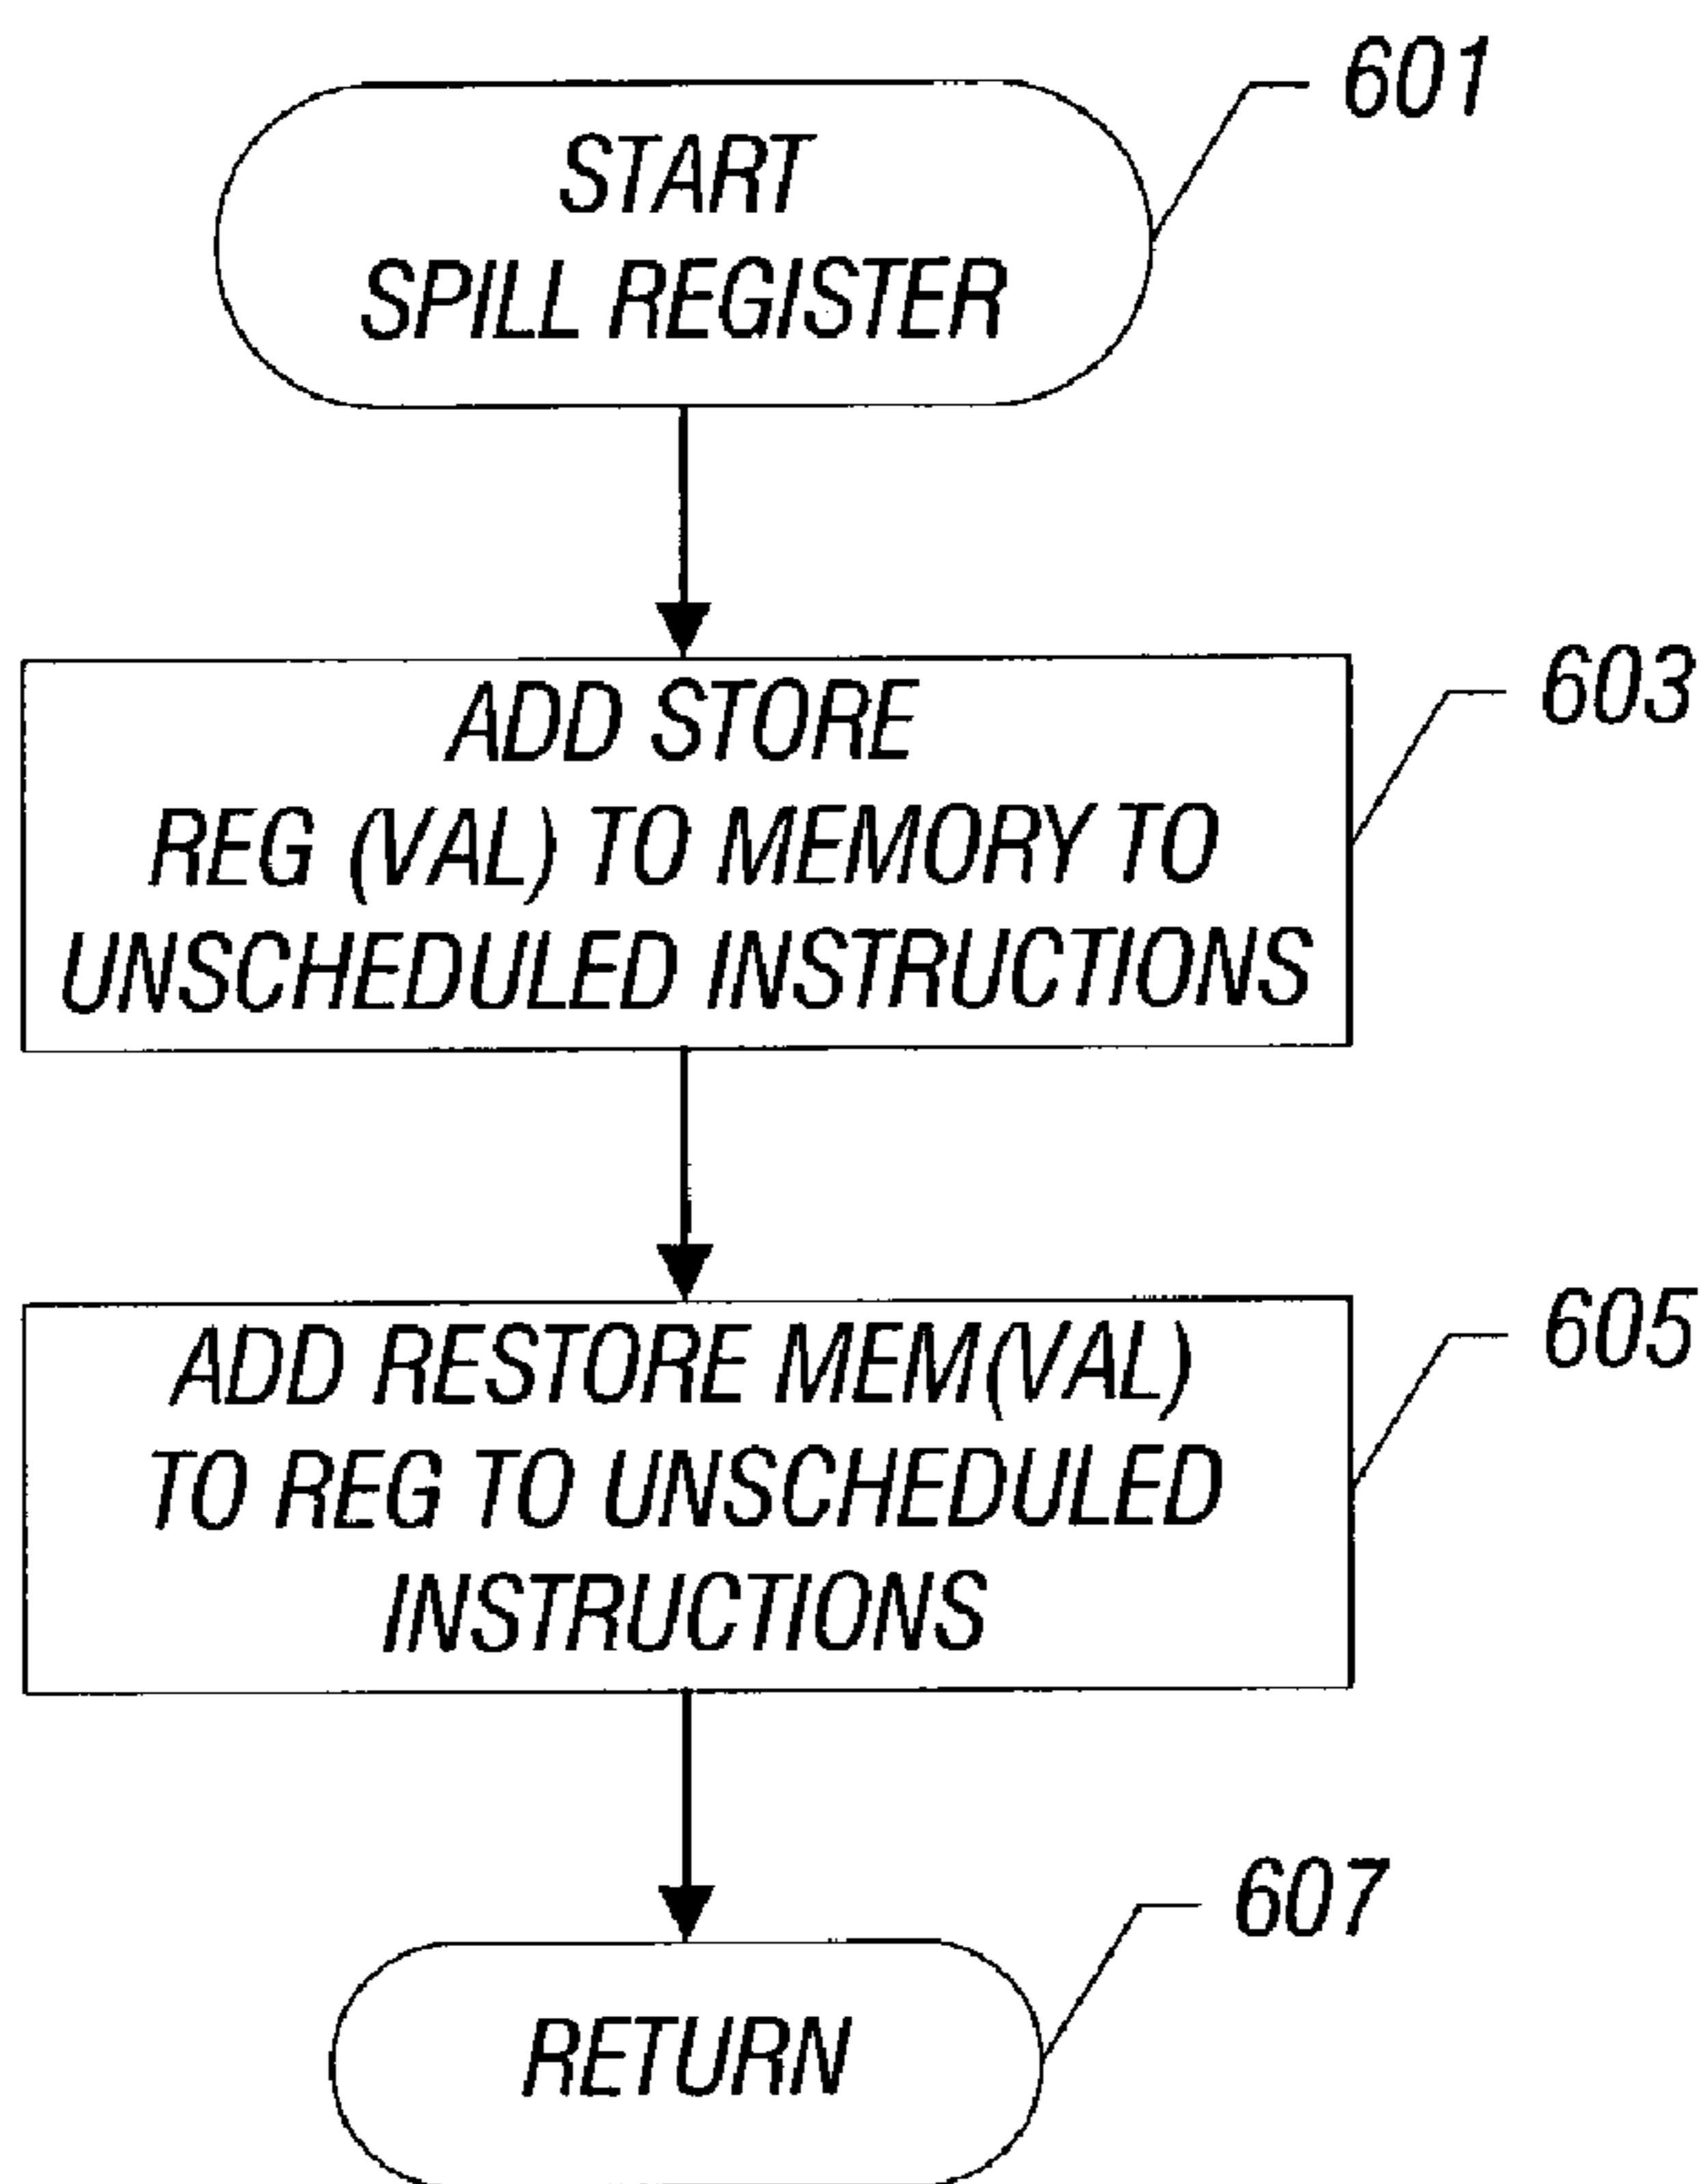 601
START
SPILL REGISTER
603
ADD STORE
REG (VAL) TO MEMORY TO
UNSCHEDULED INSTRUCTIONS
605
ADD RESTORE MEM(VAL)
TO REG TO UNSCHEDULED
INSTRUCTIONS
607
RETURN